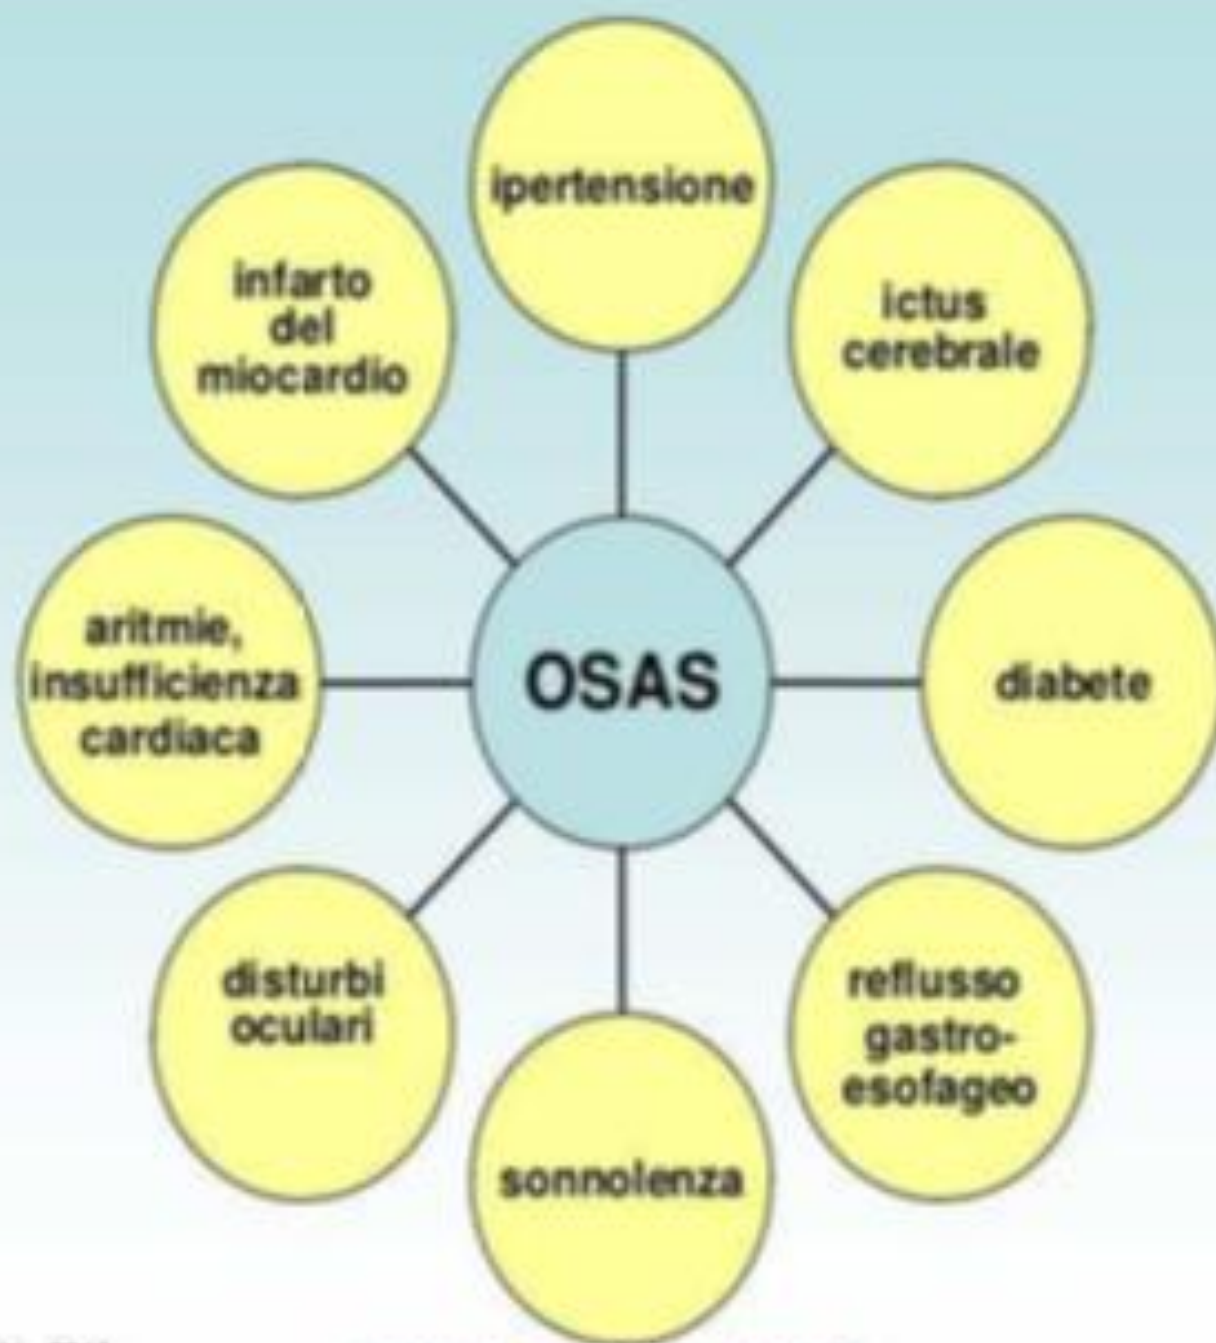 ipertensione
infarto
del
miocardio
ictus
cerebrale
aritmie,
insufficienza
cardiaca
OSAS
diabete
disturbi
oculari
reflusso
gastro-
esofageo
sonnolenza